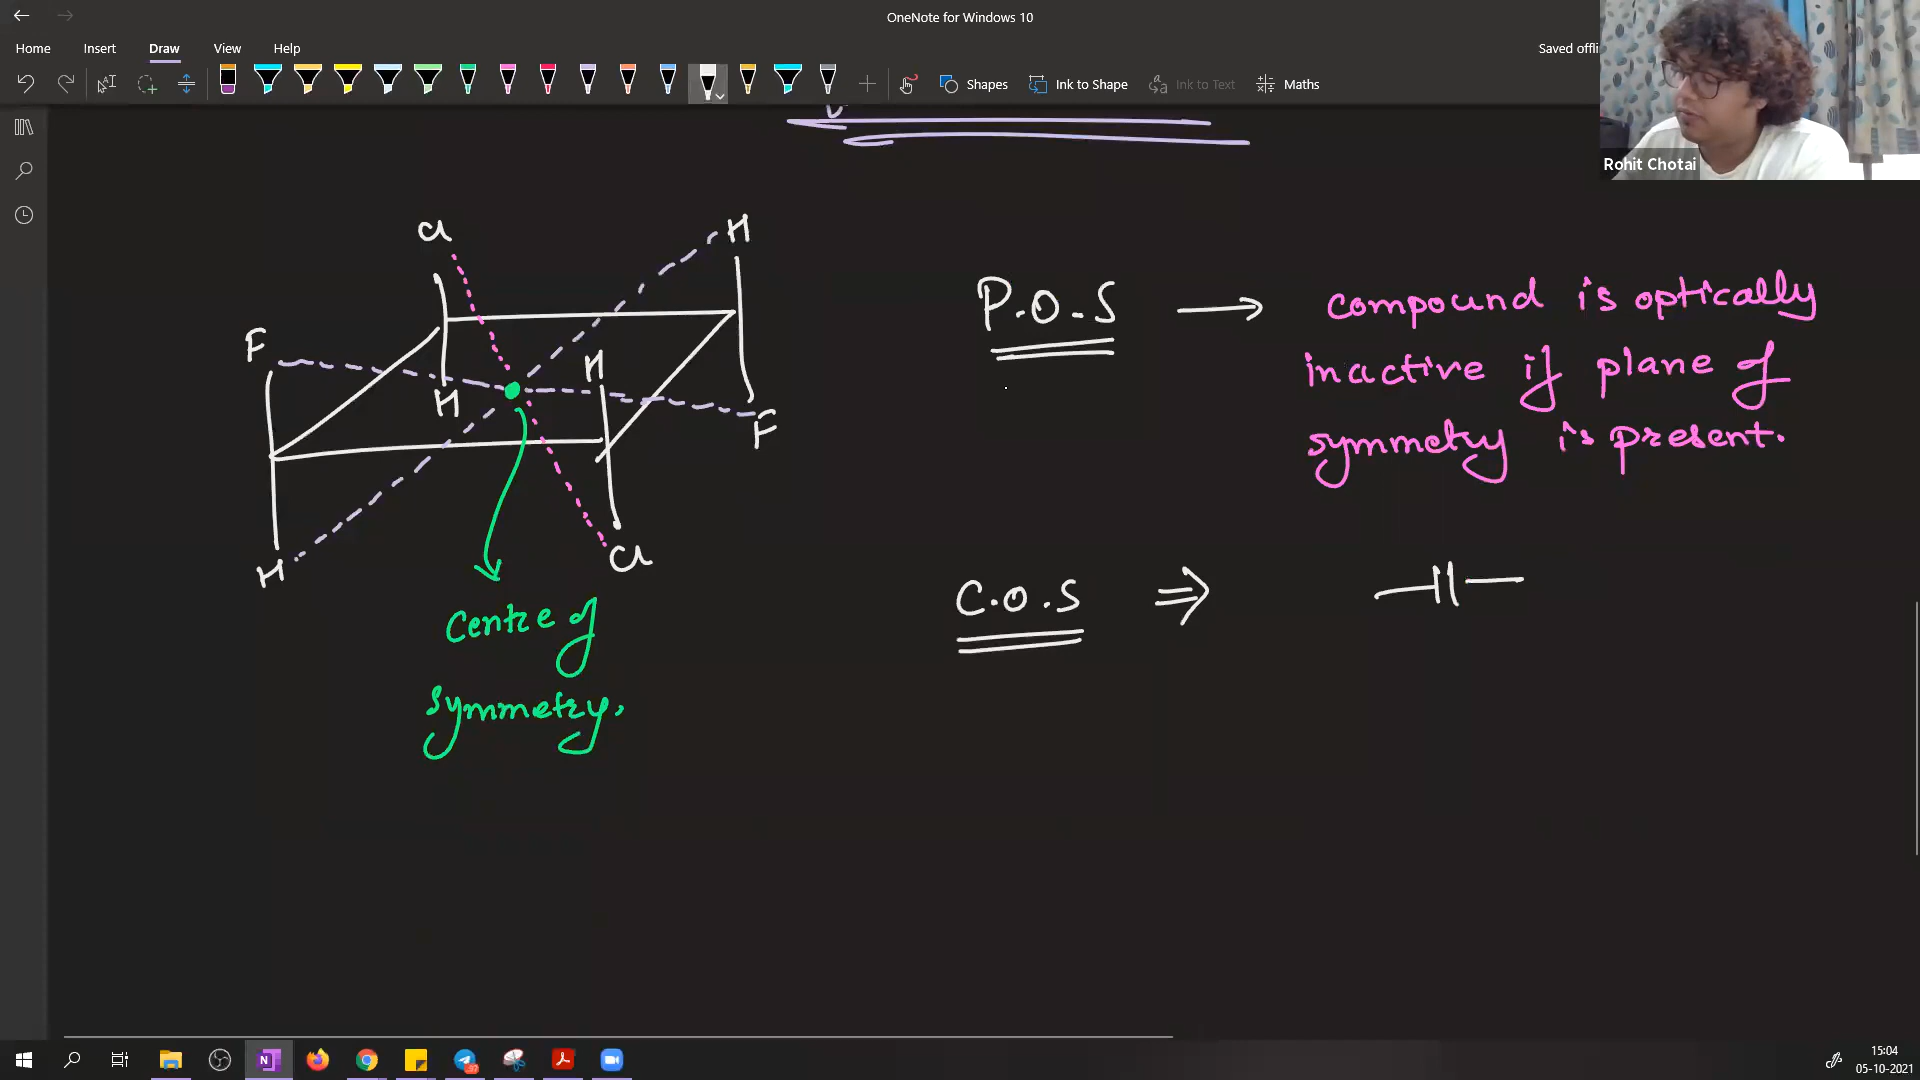 OneNote for Windows 10
Home Insert Draw View Help
Saved offli
Shapes Ink to Shape Ink to Text Maths
Rohit Chotai
Cl H
F H
H F
H Cl
Centre of
Symmetry.
P.O.S → compound is optically
inactive if plane of
symmetry is present.
C.O.S ⇒ —||—
15:04
05-10-2021